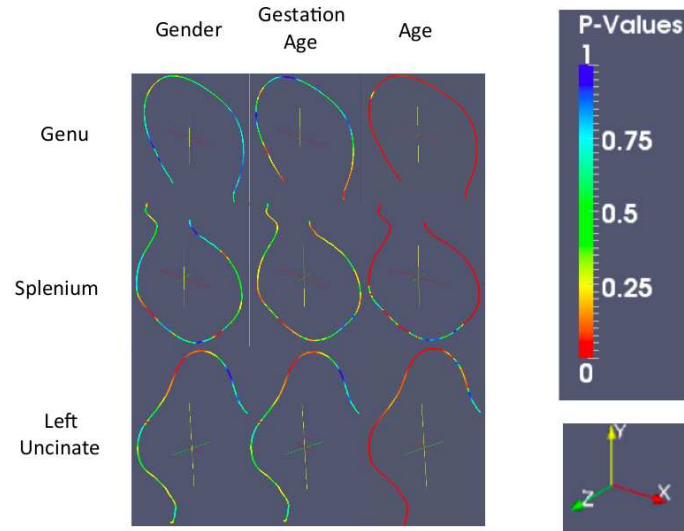 Gender
Gestation
Age
Age
Genu
Splenium
Left
Uncinate
P-Values
1
0.75
0.5
0.25
0
Y
X
Z